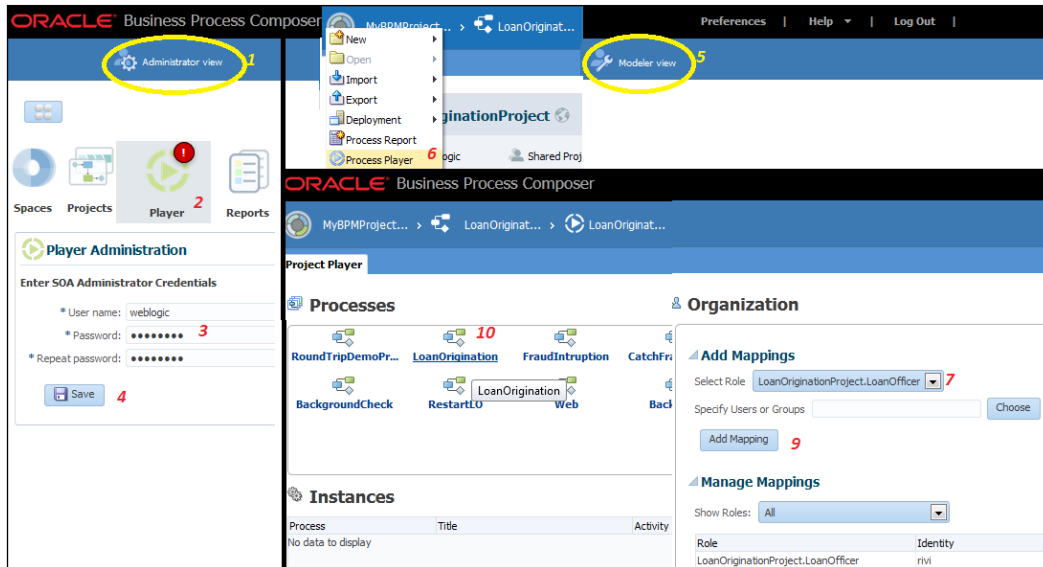 ORACLE Business Process Composer
MyBPMProject... > LoanOriginat...
Preferences | Help | Log Out |
Administrator view 1
New
Open
Import
Export
Deployment
Process Report
Process Player 6
Modeler view 5
ginationProject
ogic
Shared Proj
Spaces
Projects
Player 2
Reports
Player Administration
Enter SOA Administrator Credentials
* User name: weblogic
* Password: •••••••• 3
* Repeat password: ••••••••
Save 4
ORACLE Business Process Composer
MyBPMProject... > LoanOriginat... > LoanOriginat...
Project Player
Processes
10
RoundTripDemoPr...
LoanOrigination
FraudIntruption
CatchFra
LoanOrigination
BackgroundCheck
RestartLO
Web
Back
Instances
Process
Title
Activity
No data to display
Organization
Add Mappings
Select Role LoanOriginationProject.LoanOfficer 7
Specify Users or Groups
Choose
Add Mapping 9
Manage Mappings
Show Roles: All
Role
Identity
LoanOriginationProject.LoanOfficer
rivi